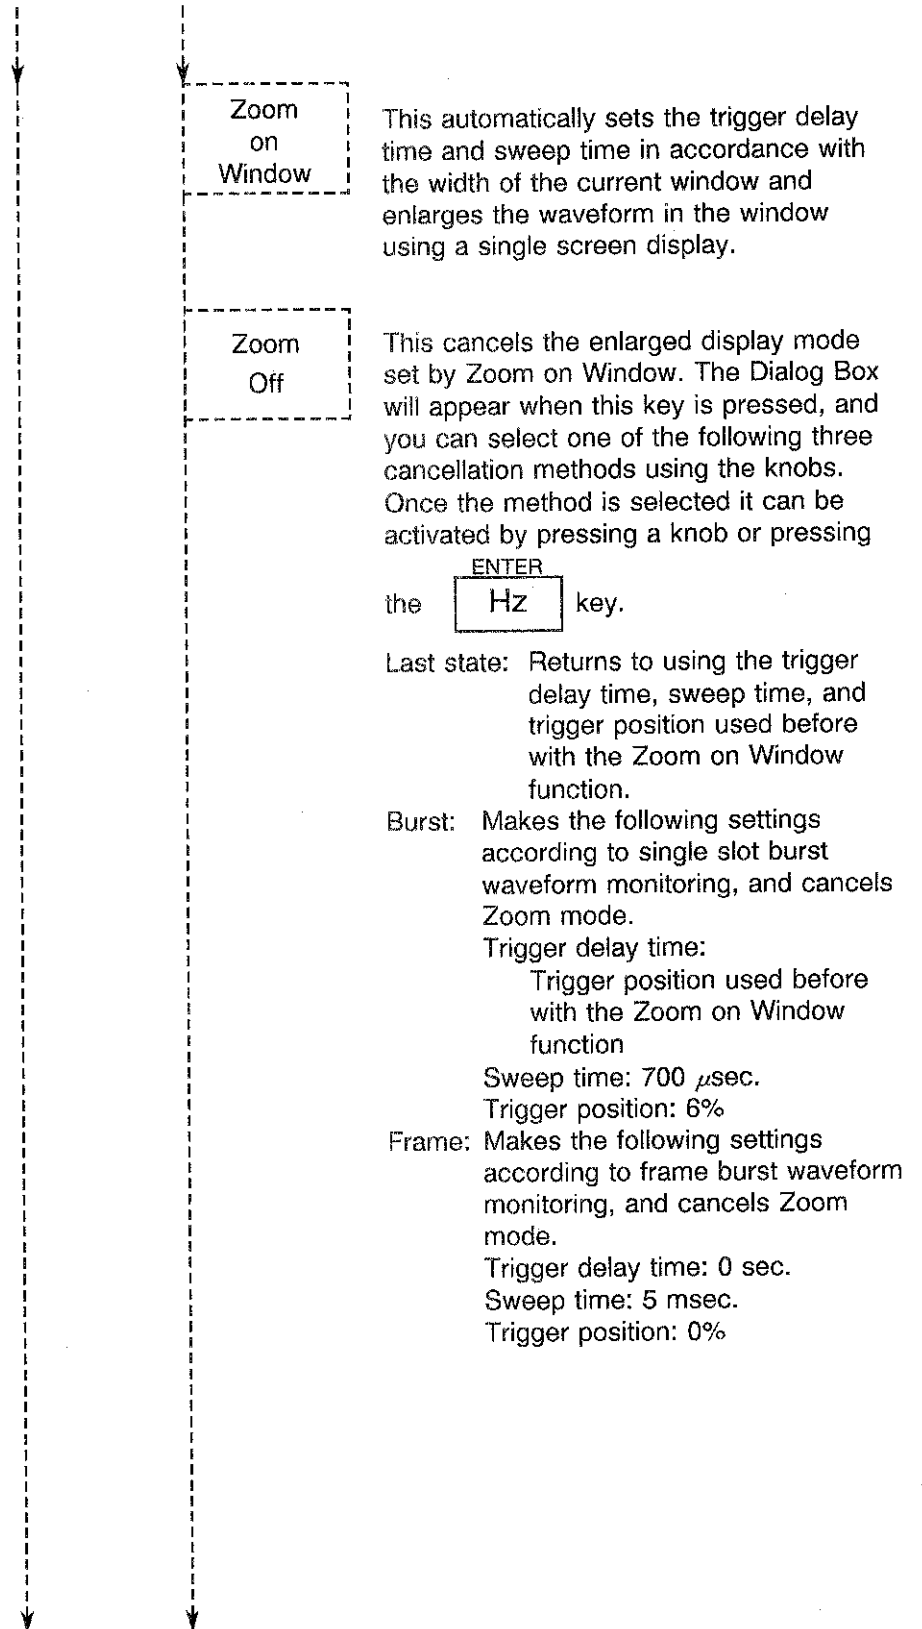 Zoom
on
Window
This automatically sets the trigger delay
time and sweep time in accordance with
the width of the current window and
enlarges the waveform in the window
using a single screen display.
Zoom
Off
This cancels the enlarged display mode
set by Zoom on Window. The Dialog Box
will appear when this key is pressed, and
you can select one of the following three
cancellation methods using the knobs.
Once the method is selected it can be
activated by pressing a knob or pressing
ENTER
the Hz key.
Last state: Returns to using the trigger
delay time, sweep time, and
trigger position used before
with the Zoom on Window
function.
Burst: Makes the following settings
according to single slot burst
waveform monitoring, and cancels
Zoom mode.
Trigger delay time:
Trigger position used before
with the Zoom on Window
function
Sweep time: 700 μsec.
Trigger position: 6%
Frame: Makes the following settings
according to frame burst waveform
monitoring, and cancels Zoom
mode.
Trigger delay time: 0 sec.
Sweep time: 5 msec.
Trigger position: 0%